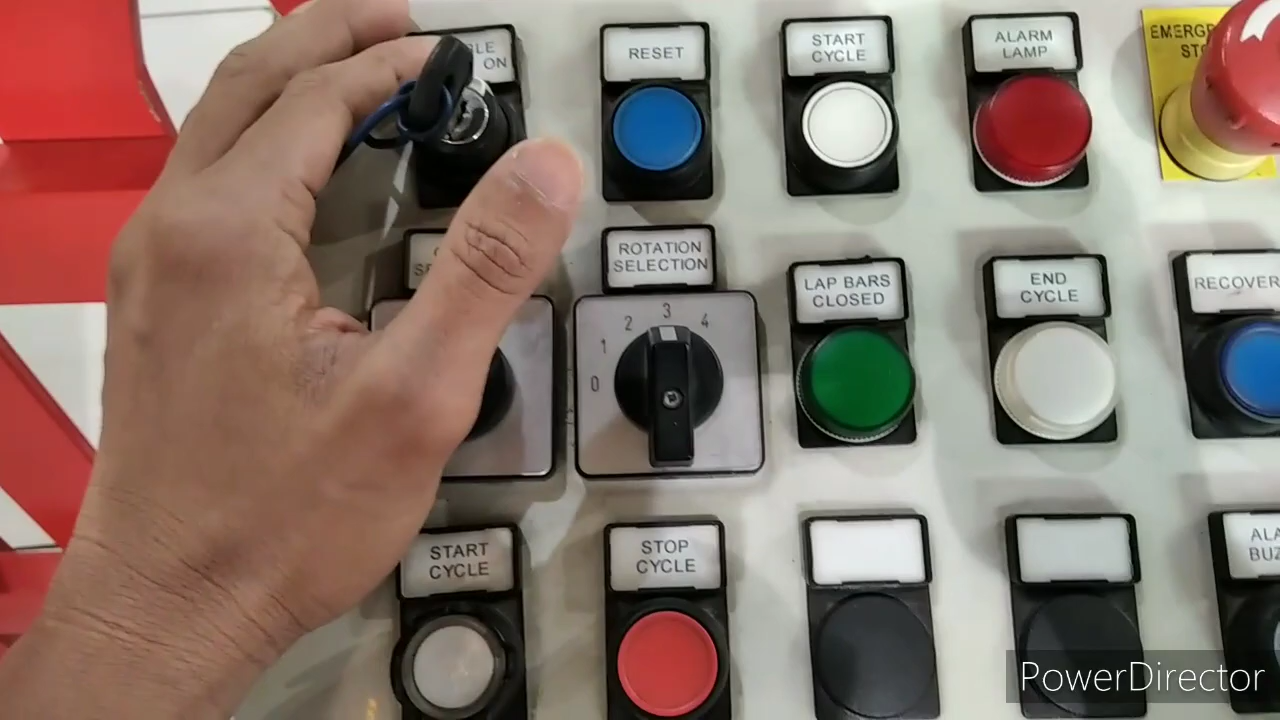 ON
RESET
START
CYCLE
ALARM
LAMP
ROTATION
SELECTION
0
1
2
3
4
LAP BARS
CLOSED
END
CYCLE
START
CYCLE
STOP
CYCLE
PowerDirector